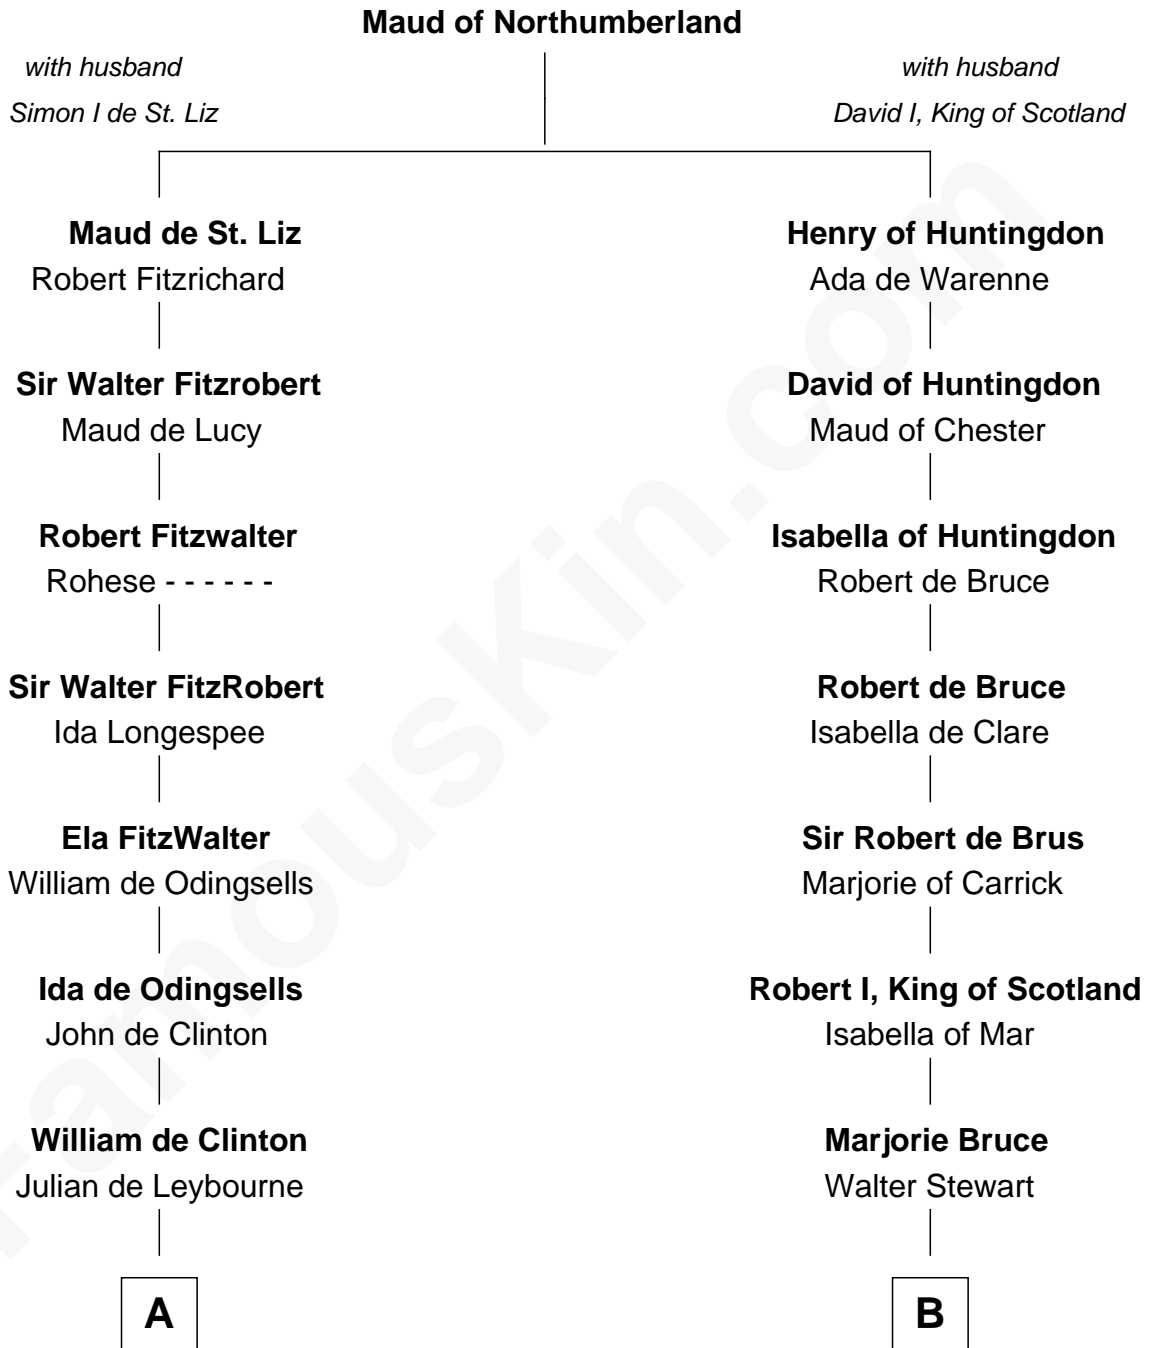 Maud of Northumberland
with husband
Simon I de St. Liz
with husband
David I, King of Scotland
Maud de St. Liz
Robert Fitzrichard
Henry of Huntingdon
Ada de Warenne
Sir Walter Fitzrobert
Maud de Lucy
David of Huntingdon
Maud of Chester
Robert Fitzwalter
Rohese - - - - - -
Isabella of Huntingdon
Robert de Bruce
Sir Walter FitzRobert
Ida Longespee
Robert de Bruce
Isabella de Clare
Ela FitzWalter
William de Odingsells
Sir Robert de Brus
Marjorie of Carrick
Ida de Odingsells
John de Clinton
Robert I, King of Scotland
Isabella of Mar
William de Clinton
Julian de Leybourne
Marjorie Bruce
Walter Stewart
A
B
FamousKin.com